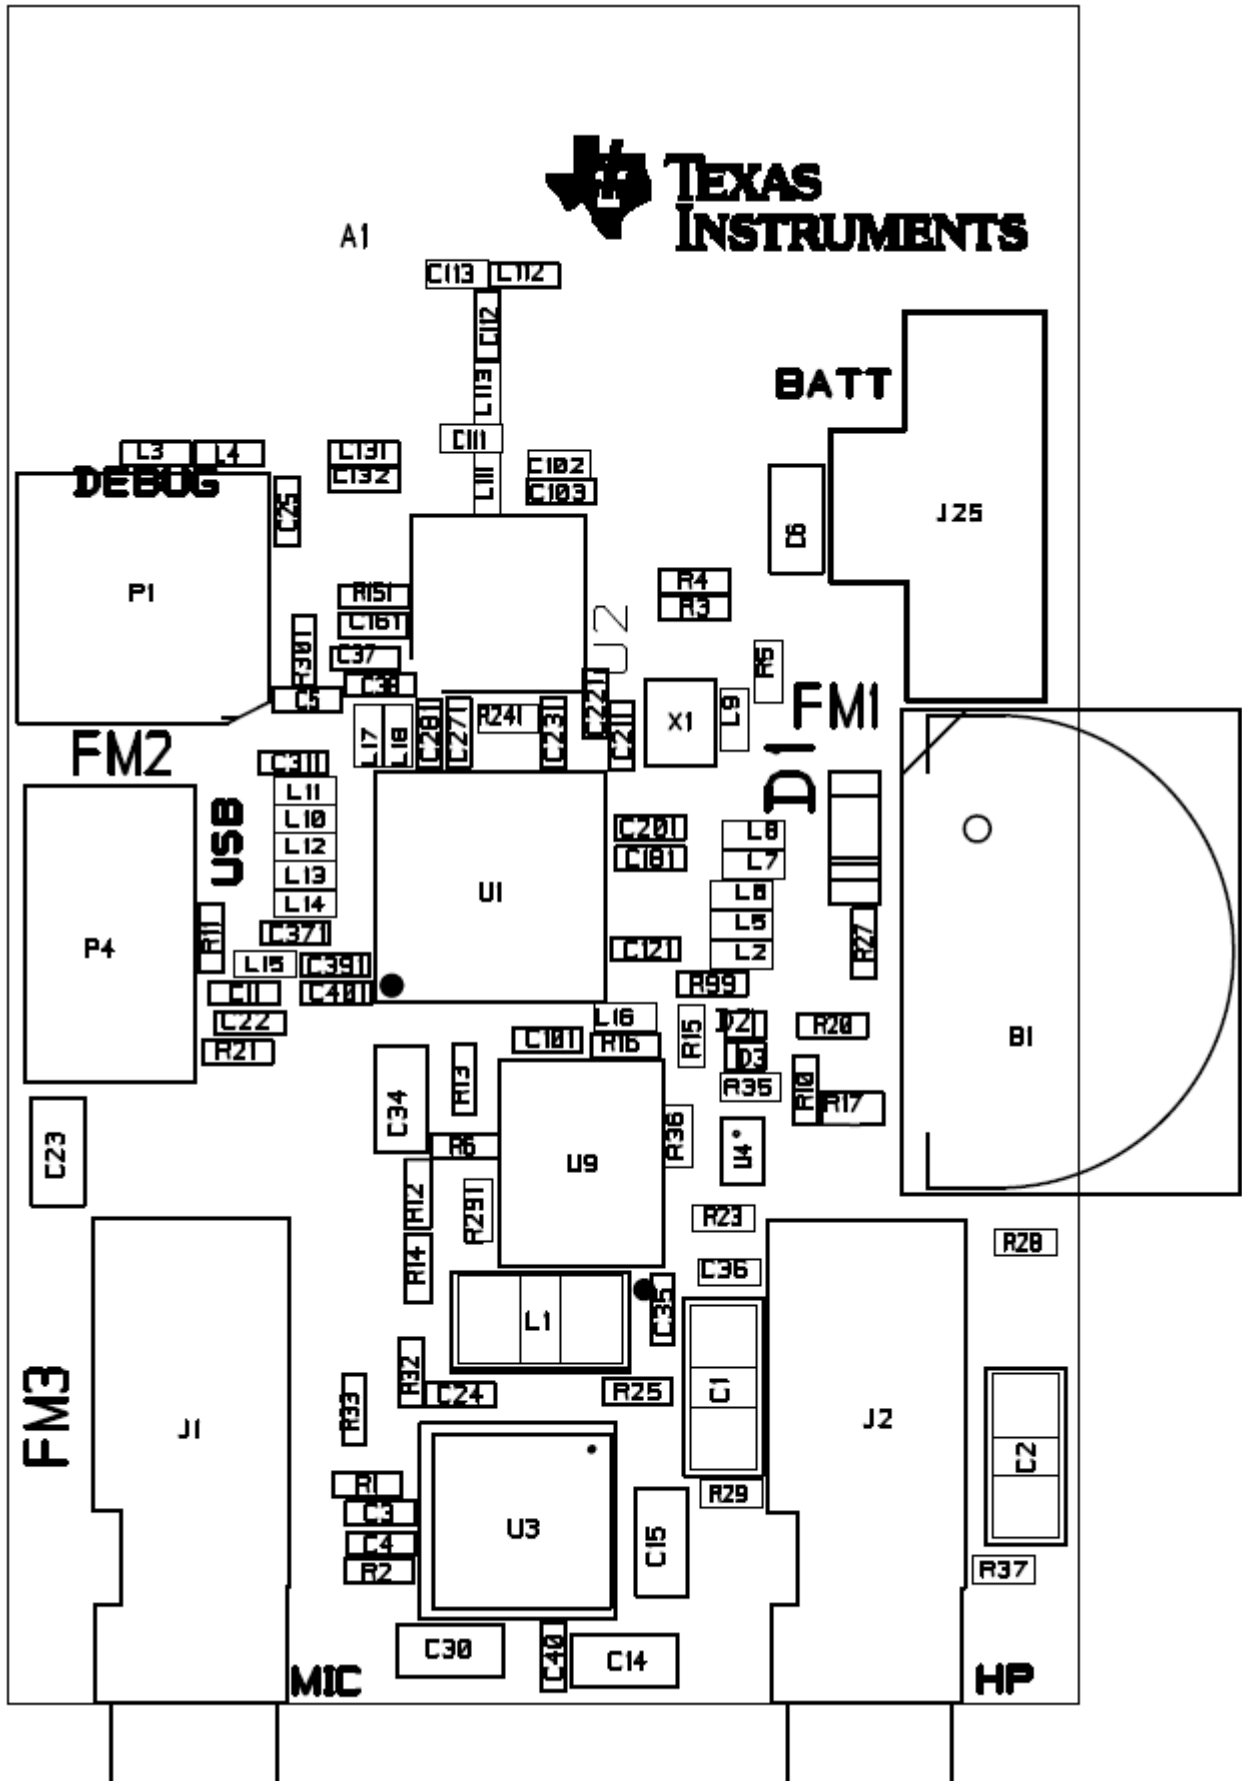 TEXAS
INSTRUMENTS
A1
C113 L112
C112
BATT
L113
C111
L3 L4 L131 C102
DEBUG C132 L111 C103
C25 J25
C6
P1 R151 R4
C161 R3
U2
R301 C37 R5
C38 C221
C5 FM1
L17 L18 C281 C271 R241 C231 C211 X1 L9
FM2 D1
C311
L11
L10 C201 L8
USB L12 C181 L7
L13 U1 L6
L14 L5
R11 C371 C121 L2 R27
P4 L15 C391 R99
C11 C401
C22 L16 R15 D2 R20
R21 C101 R16 D3 B1
R13 R35 R10 R17
C34 R6 R36 U4
C23 U9
R12 R291 R23 R28
R14 C36
L1 C35
R32 C24 R25 C1
FM3 R33 J1 J2 C2
R1 R29
C3 U3 C15
C4
R2 R37
C30 C40 C14
MIC HP